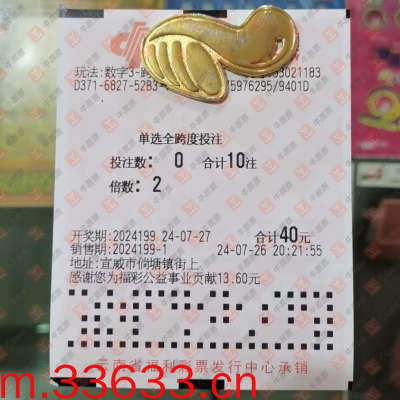 玩法:数字3-跨
53021183
D371-6827-5283-
5976295/9401D
单选全跨度投注
投注数: 0 合计10注
倍数: 2
开奖期:2024199 24-07-27 合计40元
销售期:2024199-1 24-07-26 20:21:55
地址:宣威市倘塘镇街上
感谢您为福彩公益事业贡献13.60元
云南省福利彩票发行中心承销
m.33633.cn